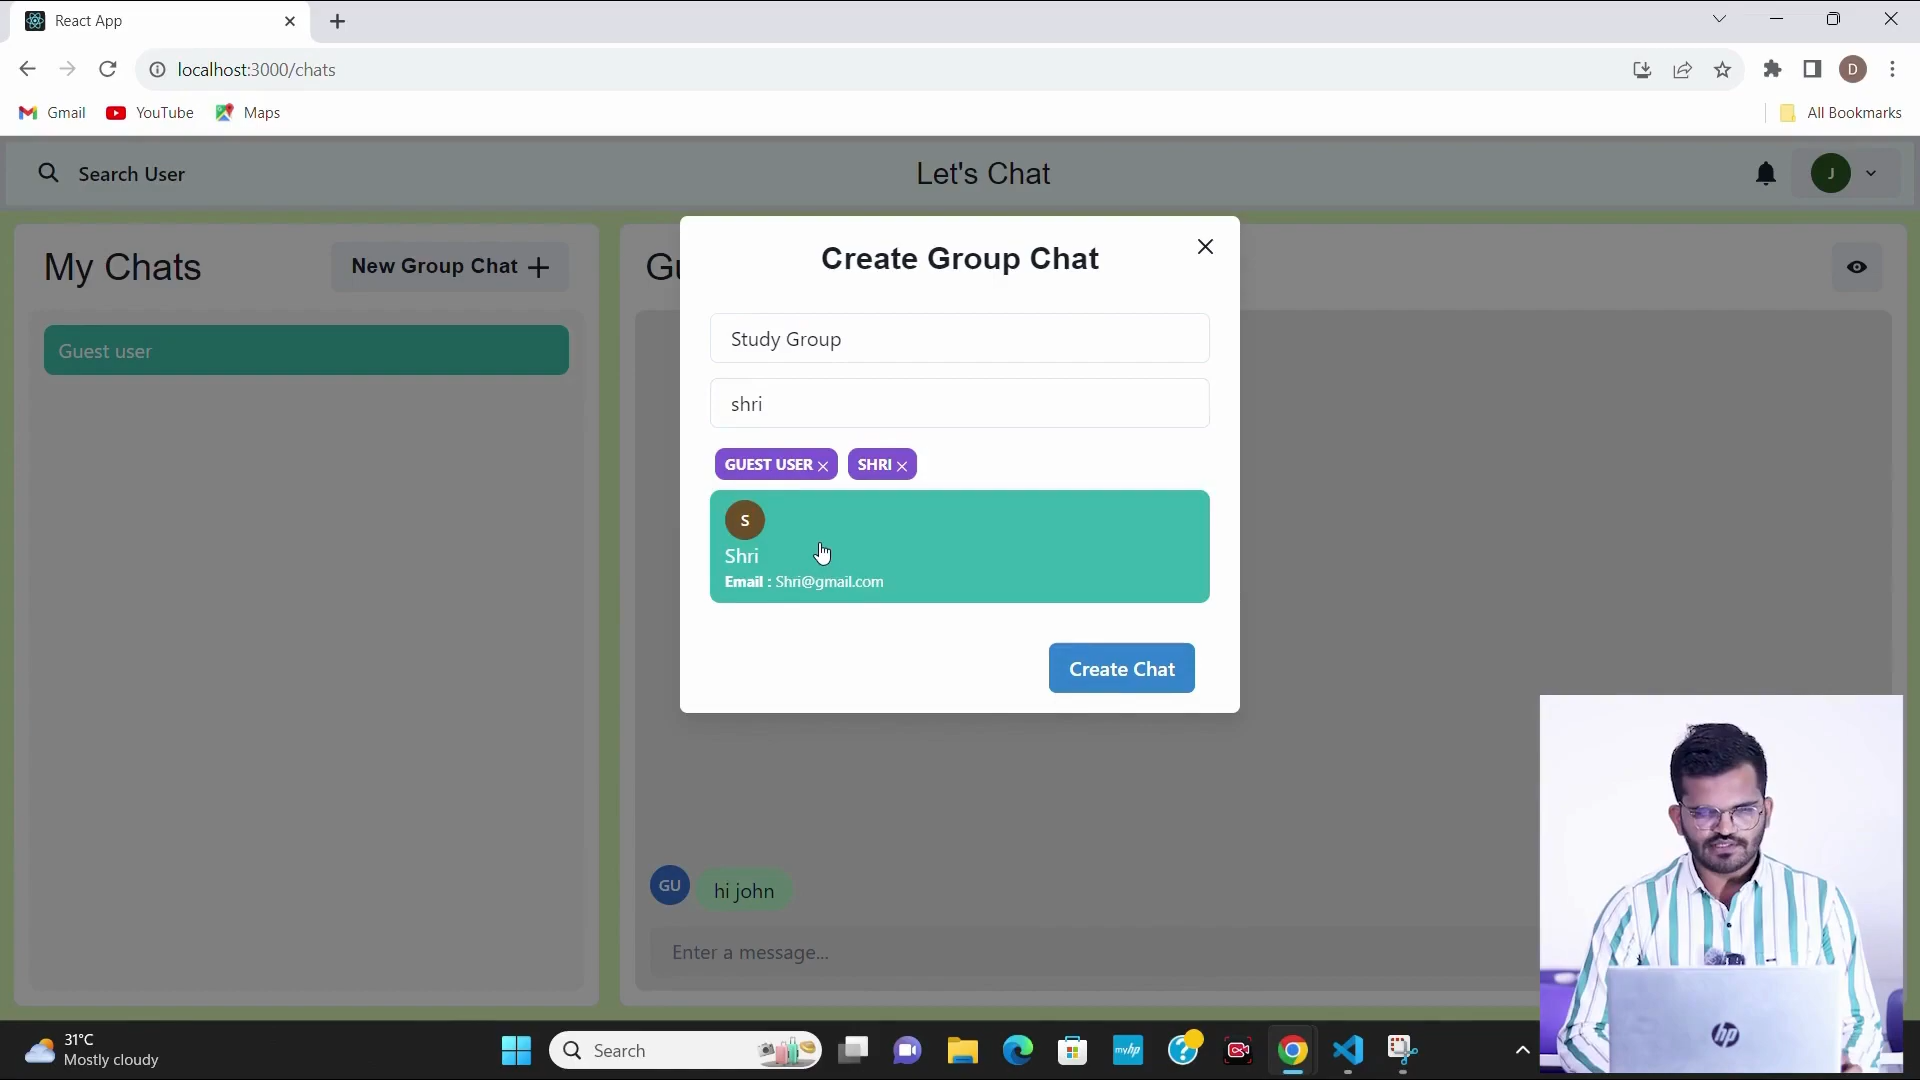 React App
localhost:3000/chats
D
Gmail
YouTube
Maps
All Bookmarks
Search User
Let's Chat
J
My Chats
New Group Chat
Gu
Create Group Chat
Guest user
Study Group
shri
GUEST USER
SHRI
S
Shri
Email : Shri@gmail.com
Create Chat
GU
hi john
Enter a message...
31°C
Mostly cloudy
Search
myhp
hp